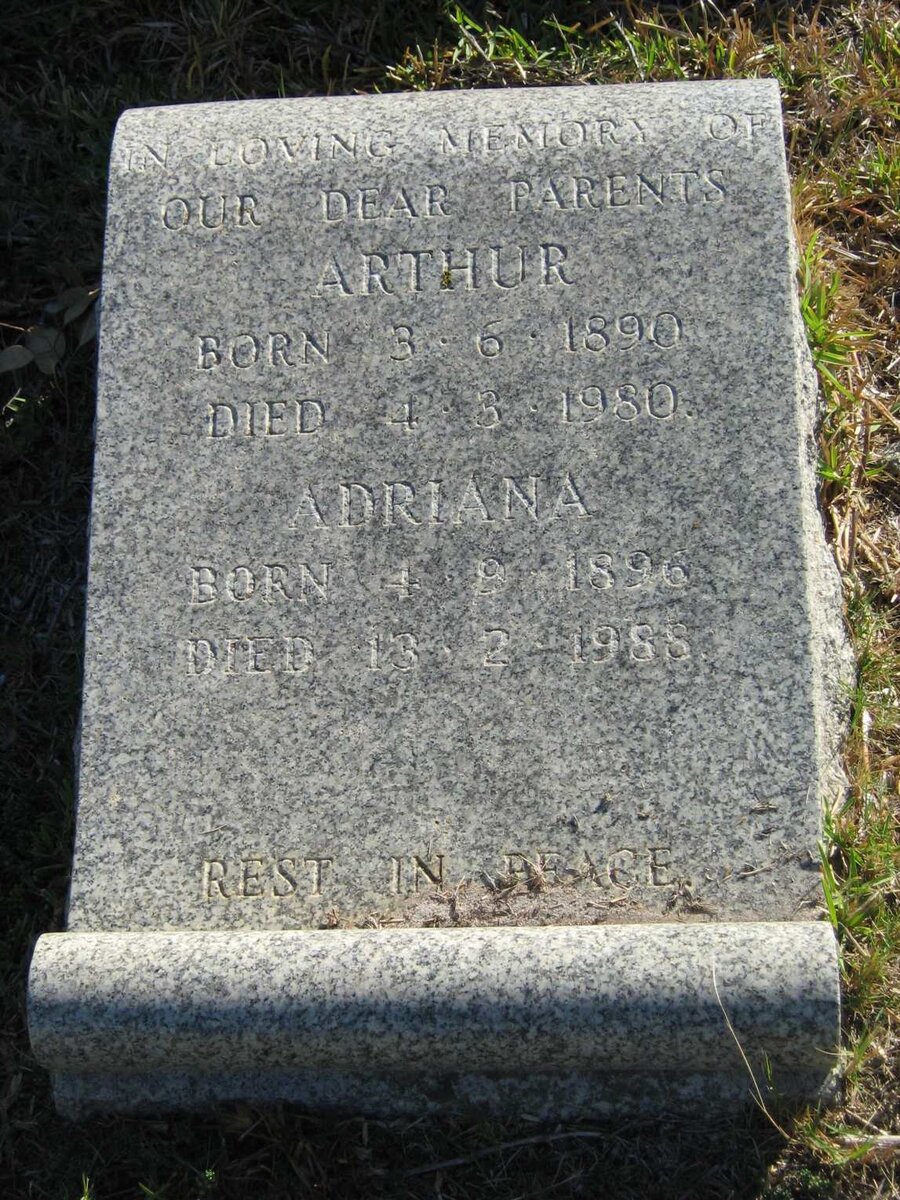 IN LOVING MEMORY OF
OUR DEAR PARENTS
ARTHUR
BORN 3 · 6 · 1890
DIED 4 · 3 · 1980.
ADRIANA
BORN 4 · 9 · 1896
DIED 13 · 2 · 1988.
REST IN PEACE.